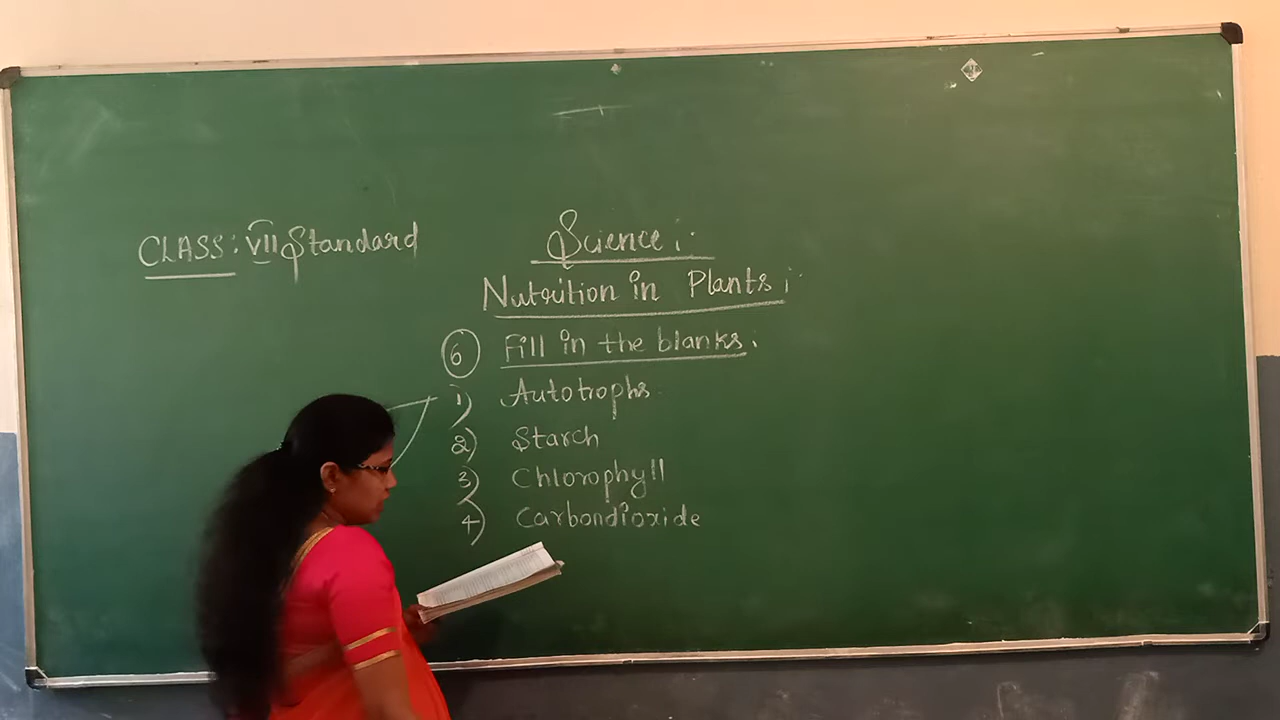 CLASS: VII Standard
Science:
Nutrition in Plants:
6 Fill in the blanks.
1) Autotrophs
2) Starch
3) Chlorophyll
4) Carbondioxide